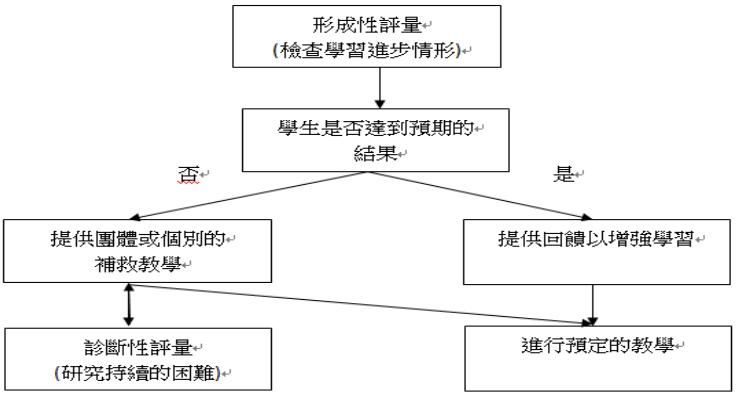 形成性評量
(檢查學習進步情形)
學生是否達到預期的
結果
否
是
提供團體或個別的
補救教學
提供回饋以增強學習
診斷性評量
(研究持續的困難)
進行預定的教學